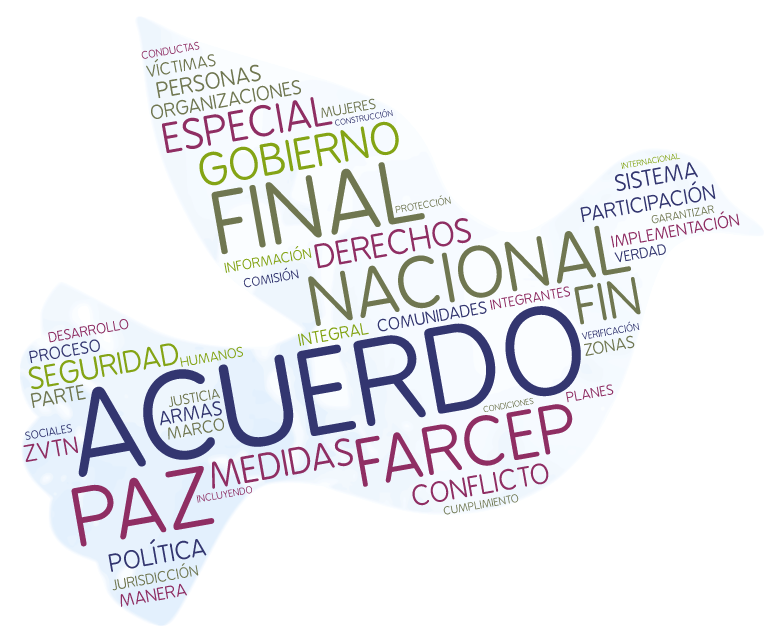 CONDUCTAS
VÍCTIMAS
PERSONAS
ORGANIZACIONES
MUJERES
ESPECIAL
CONSTRUCCIÓN
GOBIERNO
FINAL
PROTECCIÓN
INTERNACIONAL
SISTEMA
PARTICIPACIÓN
GARANTIZAR
IMPLEMENTACIÓN
VERDAD
INFORMACIÓN
DERECHOS
COMISIÓN
NACIONAL
FIN
INTEGRAL
COMUNIDADES
INTEGRANTES
VERIFICACIÓN
ZONAS
DESARROLLO
PROCESO
SEGURIDAD
HUMANOS
PARTE
ACUERDO
JUSTICIA
ARMAS
MARCO
SOCIALES
ZVTN
CONDICIONES
PLANES
PAZ
MEDIDAS
FARCEP
INCLUYENDO
CONFLICTO
CUMPLIMIENTO
POLÍTICA
JURISDICCIÓN
MANERA